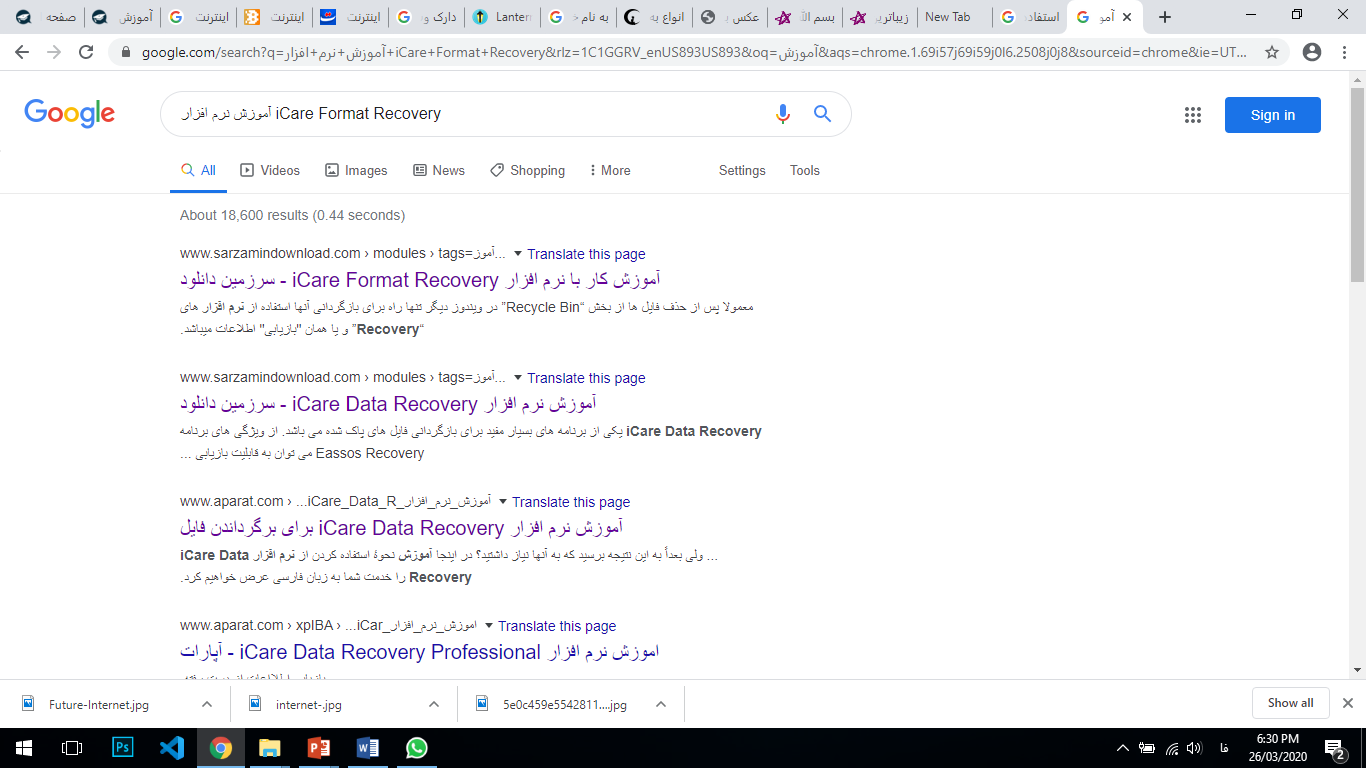 صفحه
آموزش
اینترنت
اینترنت
اینترنت
دارک و
Lantern
به نام خ
انواع به
عکس ب
بسم الل
زیباترین
New Tab
استفاده
آمو
google.com/search?q=آموزش+نرم+افزار+iCare+Format+Recovery&rlz=1C1GGRV_enUS893US893&oq=آموزش&aqs=chrome.1.69i57j69i59j0l6.2508j0j8&sourceid=chrome&ie=UT...
Google
آموزش نرم افزار iCare Format Recovery
Sign in
All Videos Images News Shopping More Settings Tools
About 18,600 results (0.44 seconds)
www.sarzamindownload.com › modules › tags=آموز... Translate this page
آموزش کار با نرم افزار iCare Format Recovery - سرزمین دانلود
معمولا پس از حذف فایل ها از بخش “Recycle Bin” در ویندوز دیگر تنها راه برای بازگردانی آنها استفاده از نرم افزار های
“Recovery” و یا همان "بازیابی" اطلاعات میباشد.
www.sarzamindownload.com › modules › tags=آموز... Translate this page
آموزش نرم افزار iCare Data Recovery - سرزمین دانلود
iCare Data Recovery یکی از برنامه های بسیار مفید برای بازگردانی فایل های پاک شده می باشد. از ویژگی های برنامه
Eassos Recovery می توان به قابلیت بازیابی ...
www.aparat.com › ...iCare_Data_R_آموزش_نرم_افزار Translate this page
آموزش نرم افزار iCare Data Recovery برای برگرداندن فایل
... ولی بعداً به این نتیجه برسید که به آنها نیاز داشتید؟ در اینجا آموزش نحوۀ استفاده کردن از نرم افزار iCare Data
Recovery را خدمت شما به زبان فارسی عرض خواهیم کرد.
www.aparat.com › xpIBA › ...iCar_اموزش_نرم_افزار Translate this page
اموزش نرم افزار iCare Data Recovery Professional - آپارات
Future-Internet.jpg
internet-.jpg
5e0c459e5542811....jpg
Show all
Ps
فا
6:30 PM
26/03/2020
2